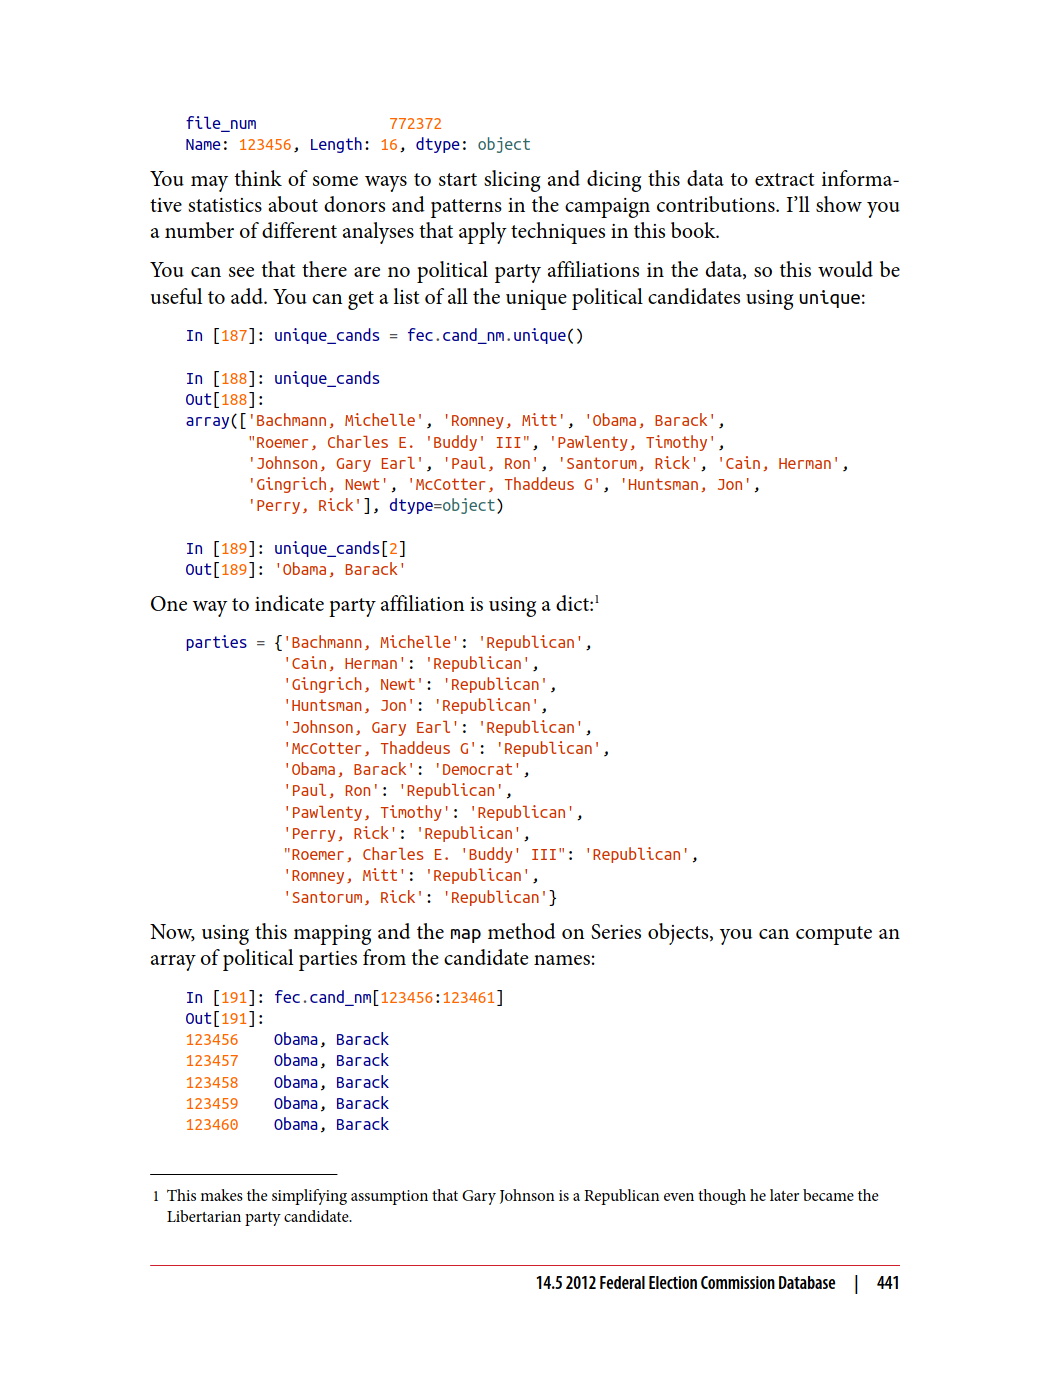 file_num               772372
Name: 123456, Length: 16, dtype: object
You may think of some ways to start slicing and dicing this data to extract informa-
tive statistics about donors and patterns in the campaign contributions. I’ll show you
a number of different analyses that apply techniques in this book.
You can see that there are no political party affiliations in the data, so this would be
useful to add. You can get a list of all the unique political candidates using unique:
In [187]: unique_cands = fec.cand_nm.unique()
In [188]: unique_cands
Out[188]:
array(['Bachmann, Michelle', 'Romney, Mitt', 'Obama, Barack',
       "Roemer, Charles E. 'Buddy' III", 'Pawlenty, Timothy',
       'Johnson, Gary Earl', 'Paul, Ron', 'Santorum, Rick', 'Cain, Herman',
       'Gingrich, Newt', 'McCotter, Thaddeus G', 'Huntsman, Jon',
       'Perry, Rick'], dtype=object)
In [189]: unique_cands[2]
Out[189]: 'Obama, Barack'
One way to indicate party affiliation is using a dict:1
parties = {'Bachmann, Michelle': 'Republican',
           'Cain, Herman': 'Republican',
           'Gingrich, Newt': 'Republican',
           'Huntsman, Jon': 'Republican',
           'Johnson, Gary Earl': 'Republican',
           'McCotter, Thaddeus G': 'Republican',
           'Obama, Barack': 'Democrat',
           'Paul, Ron': 'Republican',
           'Pawlenty, Timothy': 'Republican',
           'Perry, Rick': 'Republican',
           "Roemer, Charles E. 'Buddy' III": 'Republican',
           'Romney, Mitt': 'Republican',
           'Santorum, Rick': 'Republican'}
Now, using this mapping and the map method on Series objects, you can compute an
array of political parties from the candidate names:
In [191]: fec.cand_nm[123456:123461]
Out[191]:
123456    Obama, Barack
123457    Obama, Barack
123458    Obama, Barack
123459    Obama, Barack
123460    Obama, Barack
1 This makes the simplifying assumption that Gary Johnson is a Republican even though he later became the
Libertarian party candidate.
14.5 2012 Federal Election Commission Database | 441